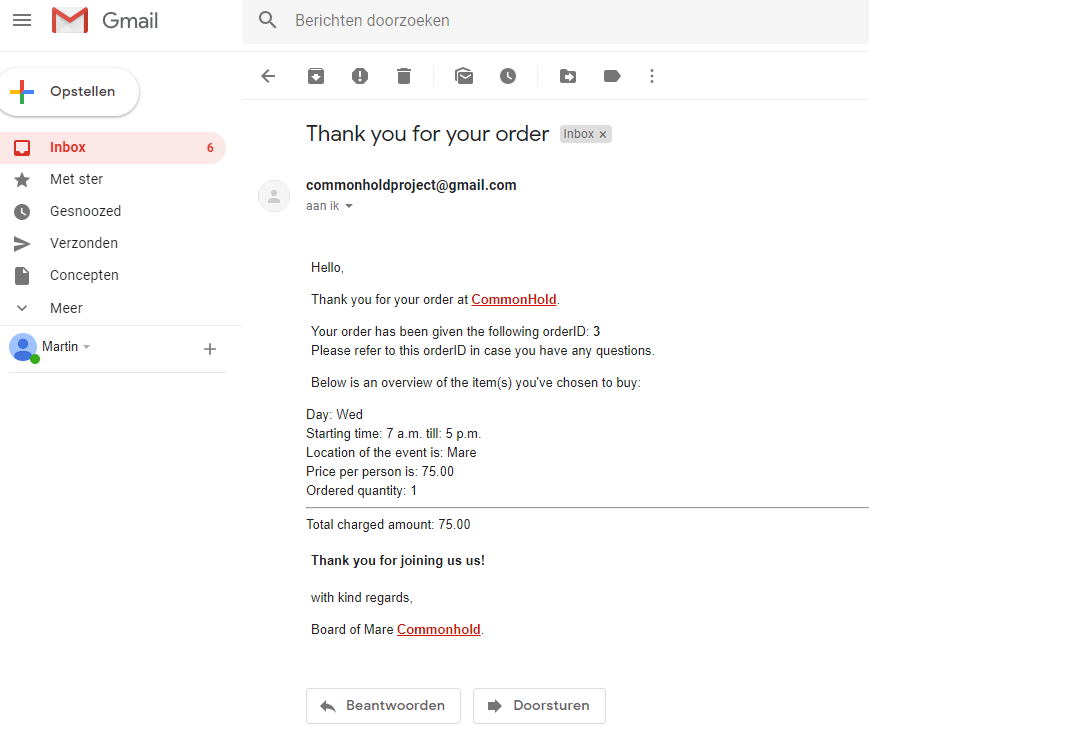 Gmail
Berichten doorzoeken
Opstellen
Inbox 6
Met ster
Gesnoozed
Verzonden
Concepten
Meer
Martin
Thank you for your order Inbox x
commonholdproject@gmail.com
aan ik
Hello,
Thank you for your order at CommonHold.
Your order has been given the following orderID: 3
Please refer to this orderID in case you have any questions.
Below is an overview of the item(s) you've chosen to buy:
Day: Wed
Starting time: 7 a.m. till: 5 p.m.
Location of the event is: Mare
Price per person is: 75.00
Ordered quantity: 1
Total charged amount: 75.00
Thank you for joining us us!
with kind regards,
Board of Mare Commonhold.
Beantwoorden
Doorsturen